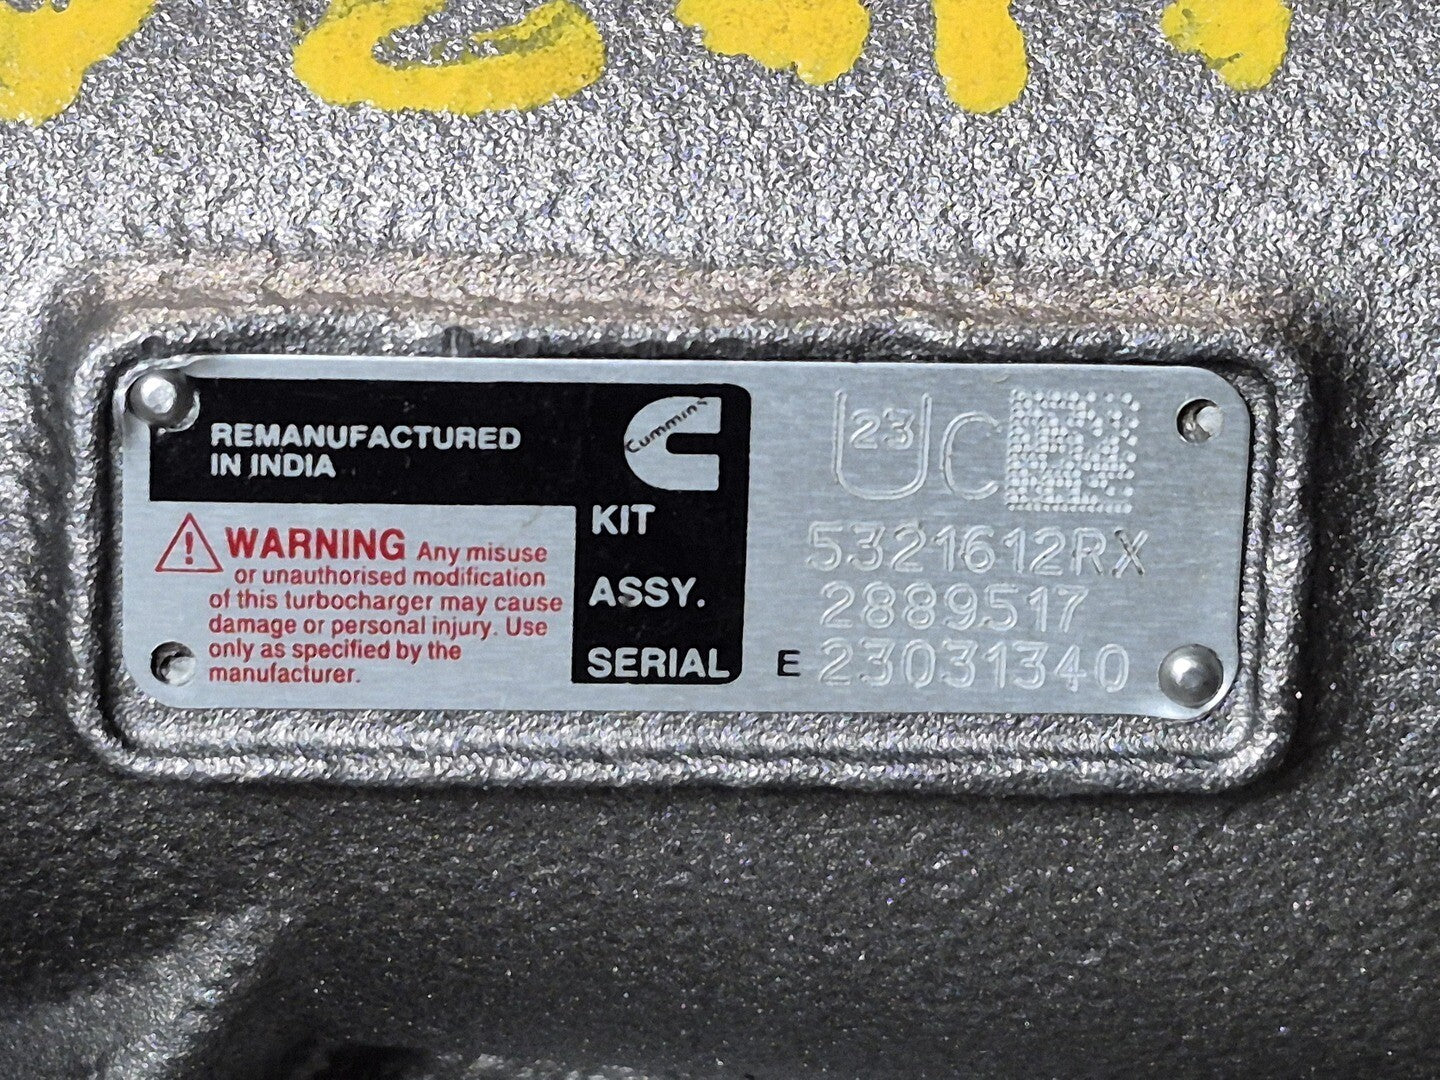 REMANUFACTURED
IN INDIA
Cummins
WARNING Any misuse
or unauthorised modification
of this turbocharger may cause
damage or personal injury. Use
only as specified by the
manufacturer.
23 UC
KIT 5321612RX
ASSY. 2889517
SERIAL E 23031340